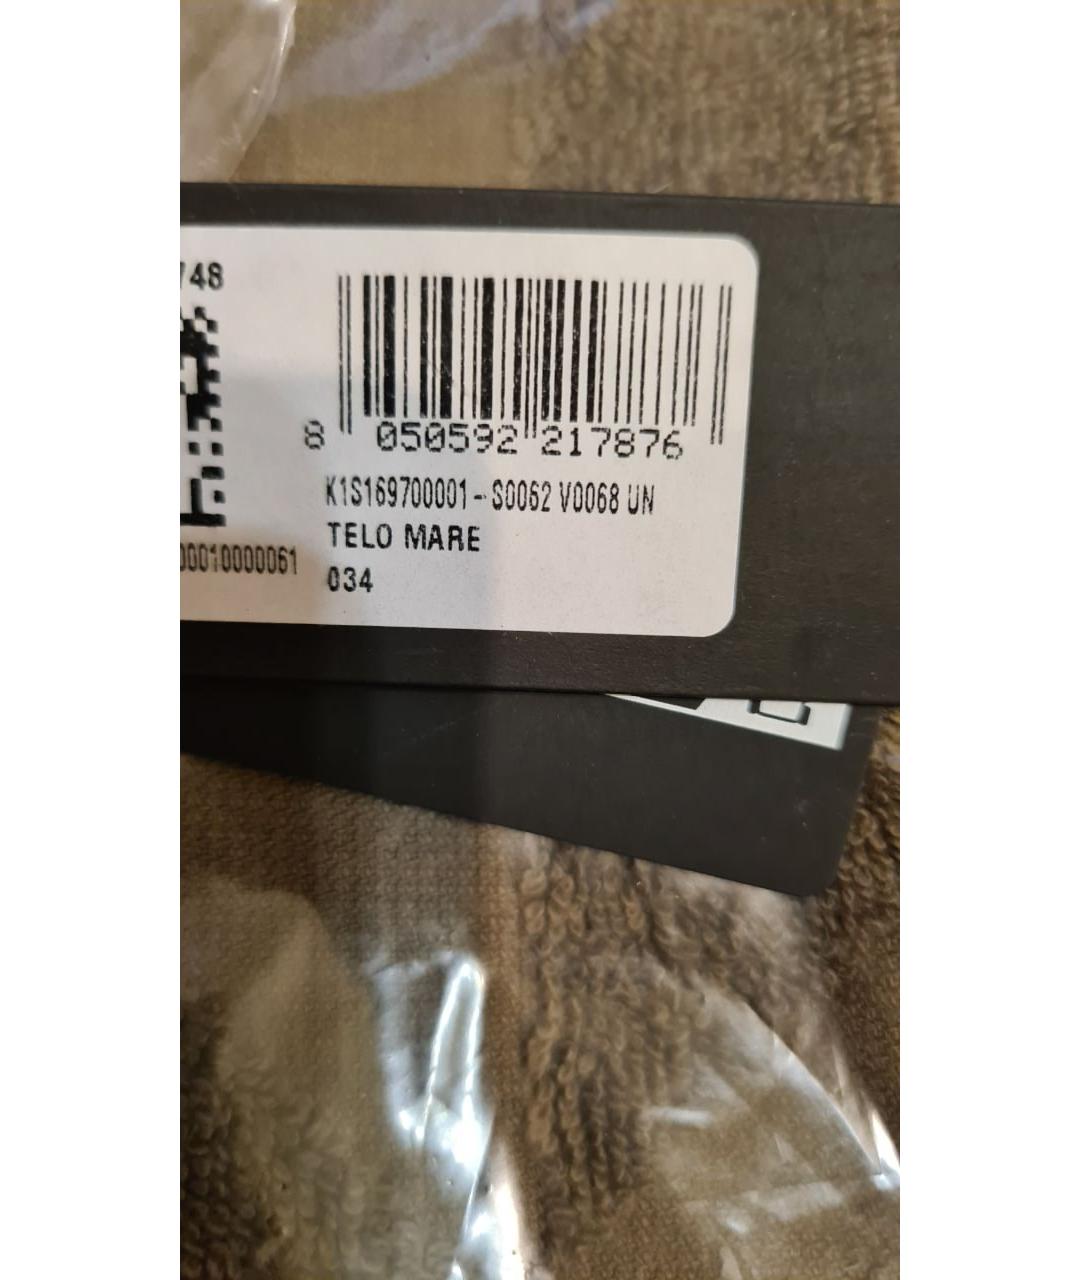 748
8 050592 217876
K1S169700001 - S0062 V0068 UN
TELO MARE
00010000061
034